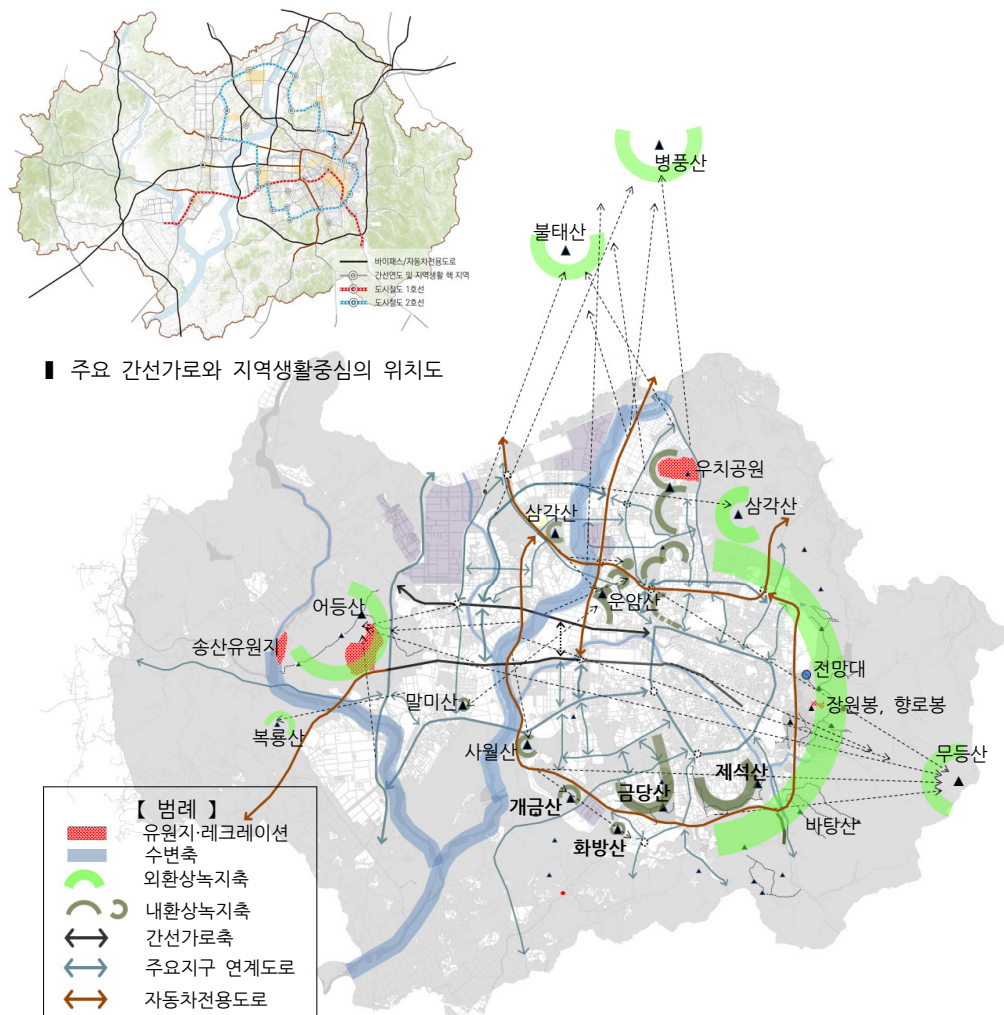 바이패스/자동차전용도로
간선연도 및 지역생활 핵 지역
도시철도 1호선
도시철도 2호선
▮ 주요 간선가로와 지역생활중심의 위치도
병풍산
불태산
우치공원
삼각산
삼각산
운암산
어등산
송산유원지
전망대
장원봉, 향로봉
말미산
복룡산
사월산
무등산
제석산
금당산
개금산
바탕산
화방산
【 범례 】
유원지·레크레이션
수변축
외환상녹지축
내환상녹지축
간선가로축
주요지구 연계도로
자동차전용도로